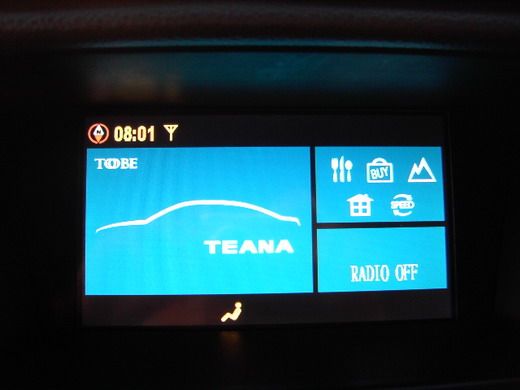 08:01
TOBE
BUY
SPEED
TEANA
RADIO OFF